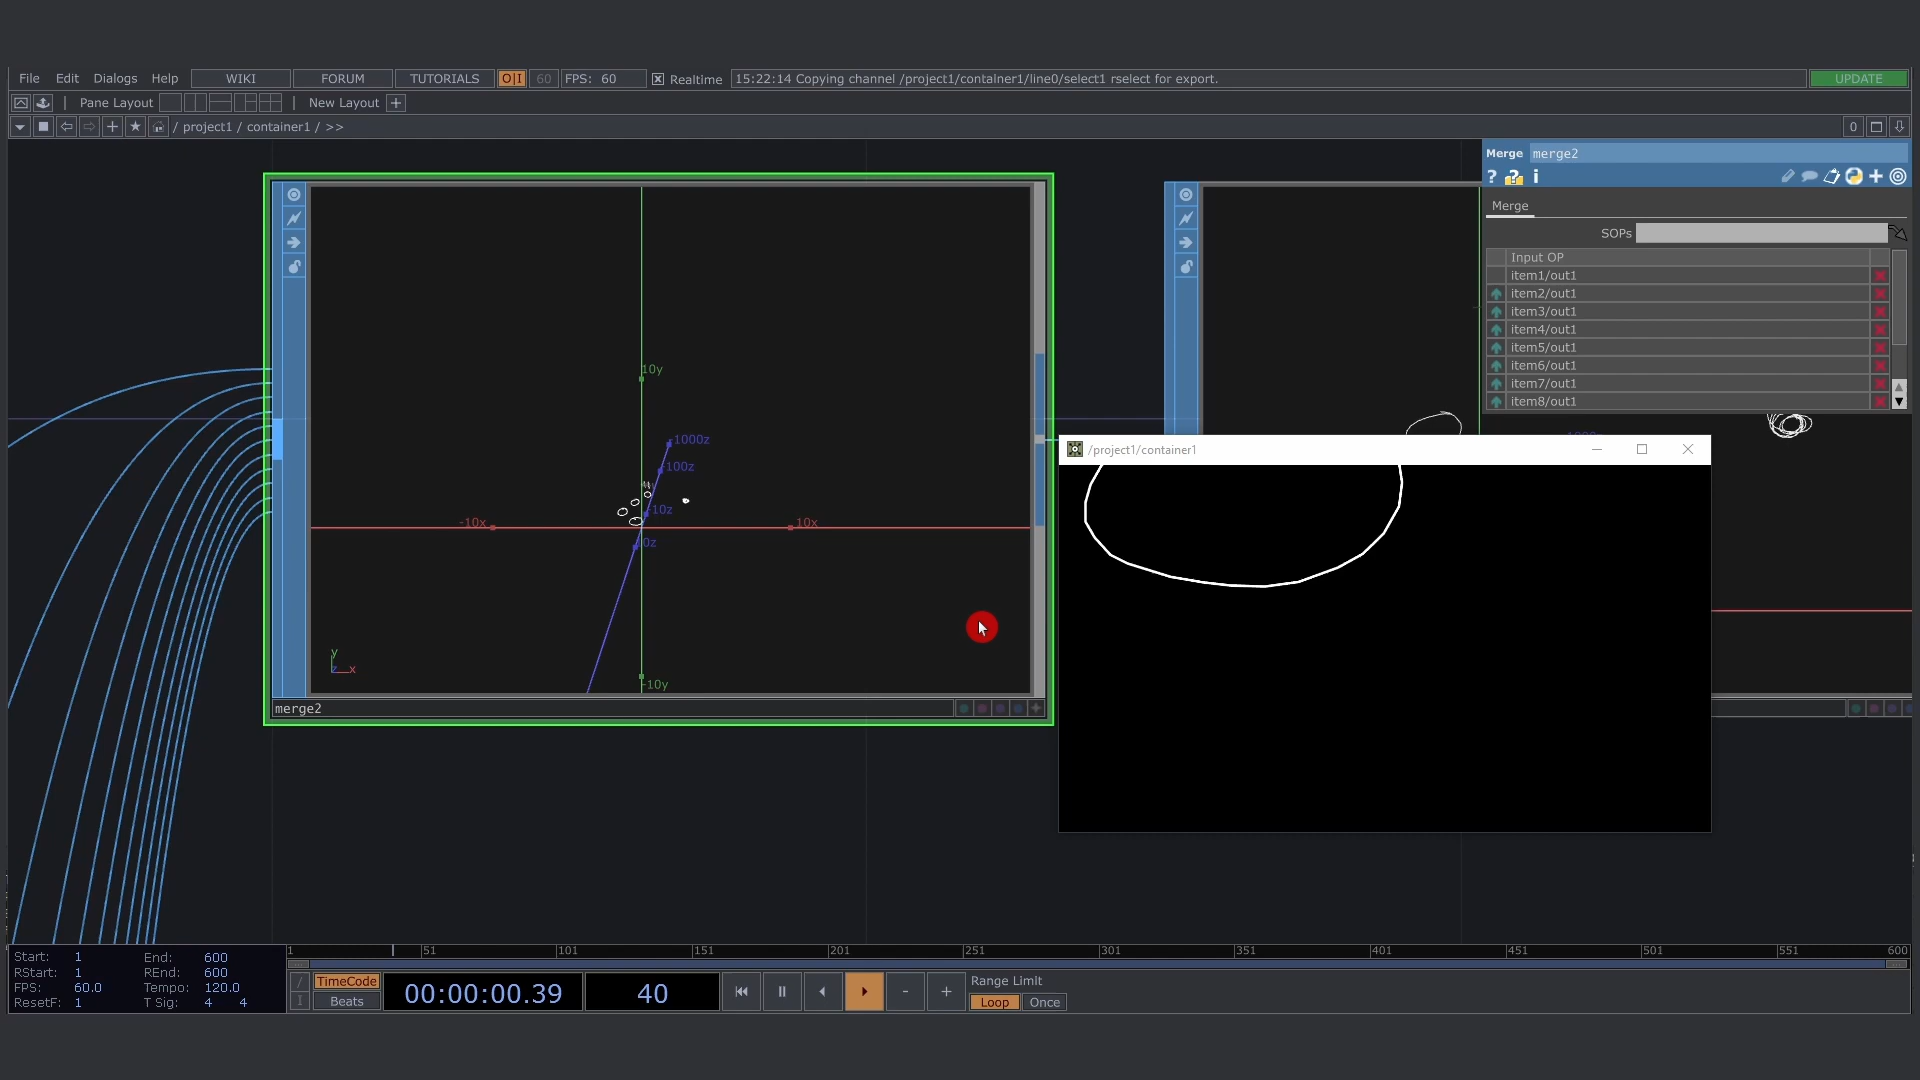 File Edit Dialogs Help WIKI FORUM TUTORIALS O|I 60 FPS: 60 Realtime 15:22:14 Copying channel /project1/container1/line0/select1 rselect for export. UPDATE
Pane Layout New Layout +
/ project1 / container1 / >> 0
Merge merge2
? ? i
Merge
SOPs
Input OP
item1/out1
item2/out1
item3/out1
item4/out1
item5/out1
item6/out1
item7/out1
item8/out1
10y
-1000z
-100z
-10z
-10x
10x
-10y
y
z x
merge2
/project1/container1
Start: 1 End: 600
RStart: 1 REnd: 600
FPS: 60.0 Tempo: 120.0
ResetF: 1 T Sig: 4 4
1 51 101 151 201 251 301 351 401 451 501 551 600
TimeCode
Beats
00:00:00.39
40
- +
Range Limit
Loop Once